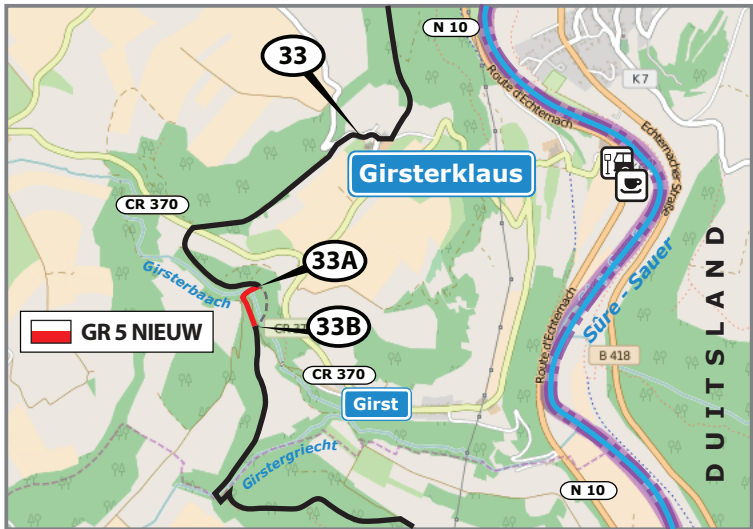 N 10
33
K 7
Route d'Echternach
Echternacher Straße
Girsterklaus
CR 370
33A
Girsterbaach
GR 5 NIEUW
33B
CR 370
Girst
Route d'Echternach
Sûre - Sauer
B 418
DUITSLAND
Girstergriecht
N 10